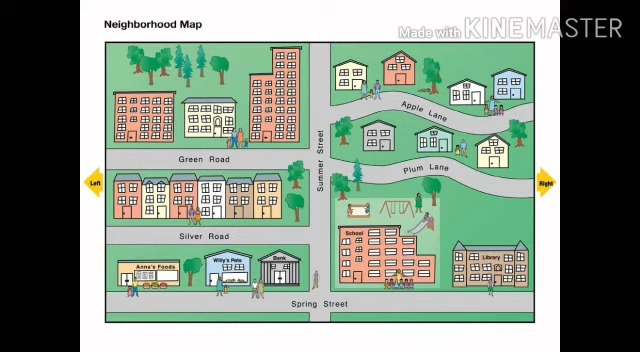 Neighborhood Map
Made with KINEMASTER
Apple Lane
Green Road
Summer Street
Plum Lane
Left
Right
Silver Road
School
Anna's Foods
Willy's Pets
Bank
Library
Spring Street